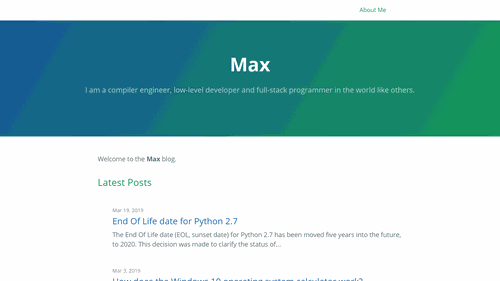 About Me
Max
I am a compiler engineer, low-level developer and full-stack programmer in the world like others.
Welcome to the Max blog.
Latest Posts
Mar 19, 2019
End Of Life date for Python 2.7
The End Of Life date (EOL, sunset date) for Python 2.7 has been moved five years into the future,
to 2020. This decision was made to clarify the status of...
Mar 3, 2019
How does the Windows 10 operating system calculator work?